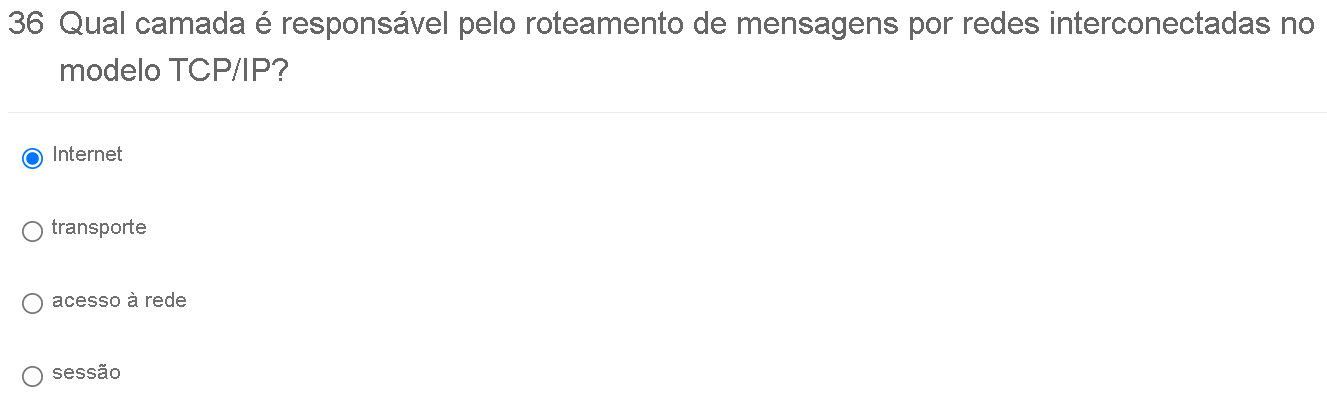 36 Qual camada é responsável pelo roteamento de mensagens por redes interconectadas no
modelo TCP/IP?
Internet
transporte
acesso à rede
sessão